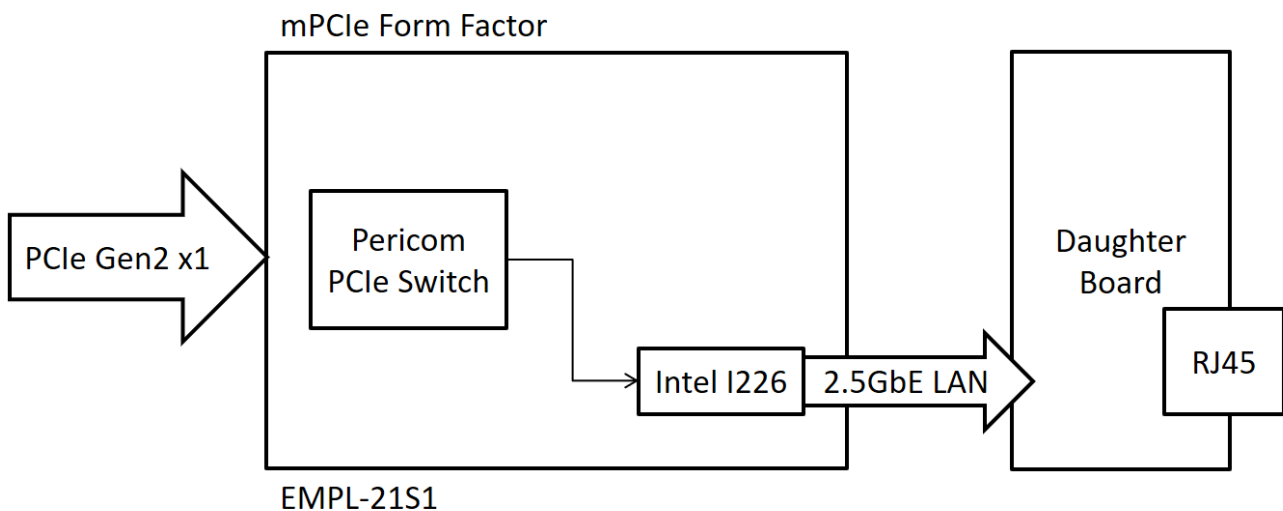 mPCIe Form Factor
PCIe Gen2 x1
Pericom
PCIe Switch
Intel I226
2.5GbE LAN
Daughter
Board
RJ45
EMPL-21S1